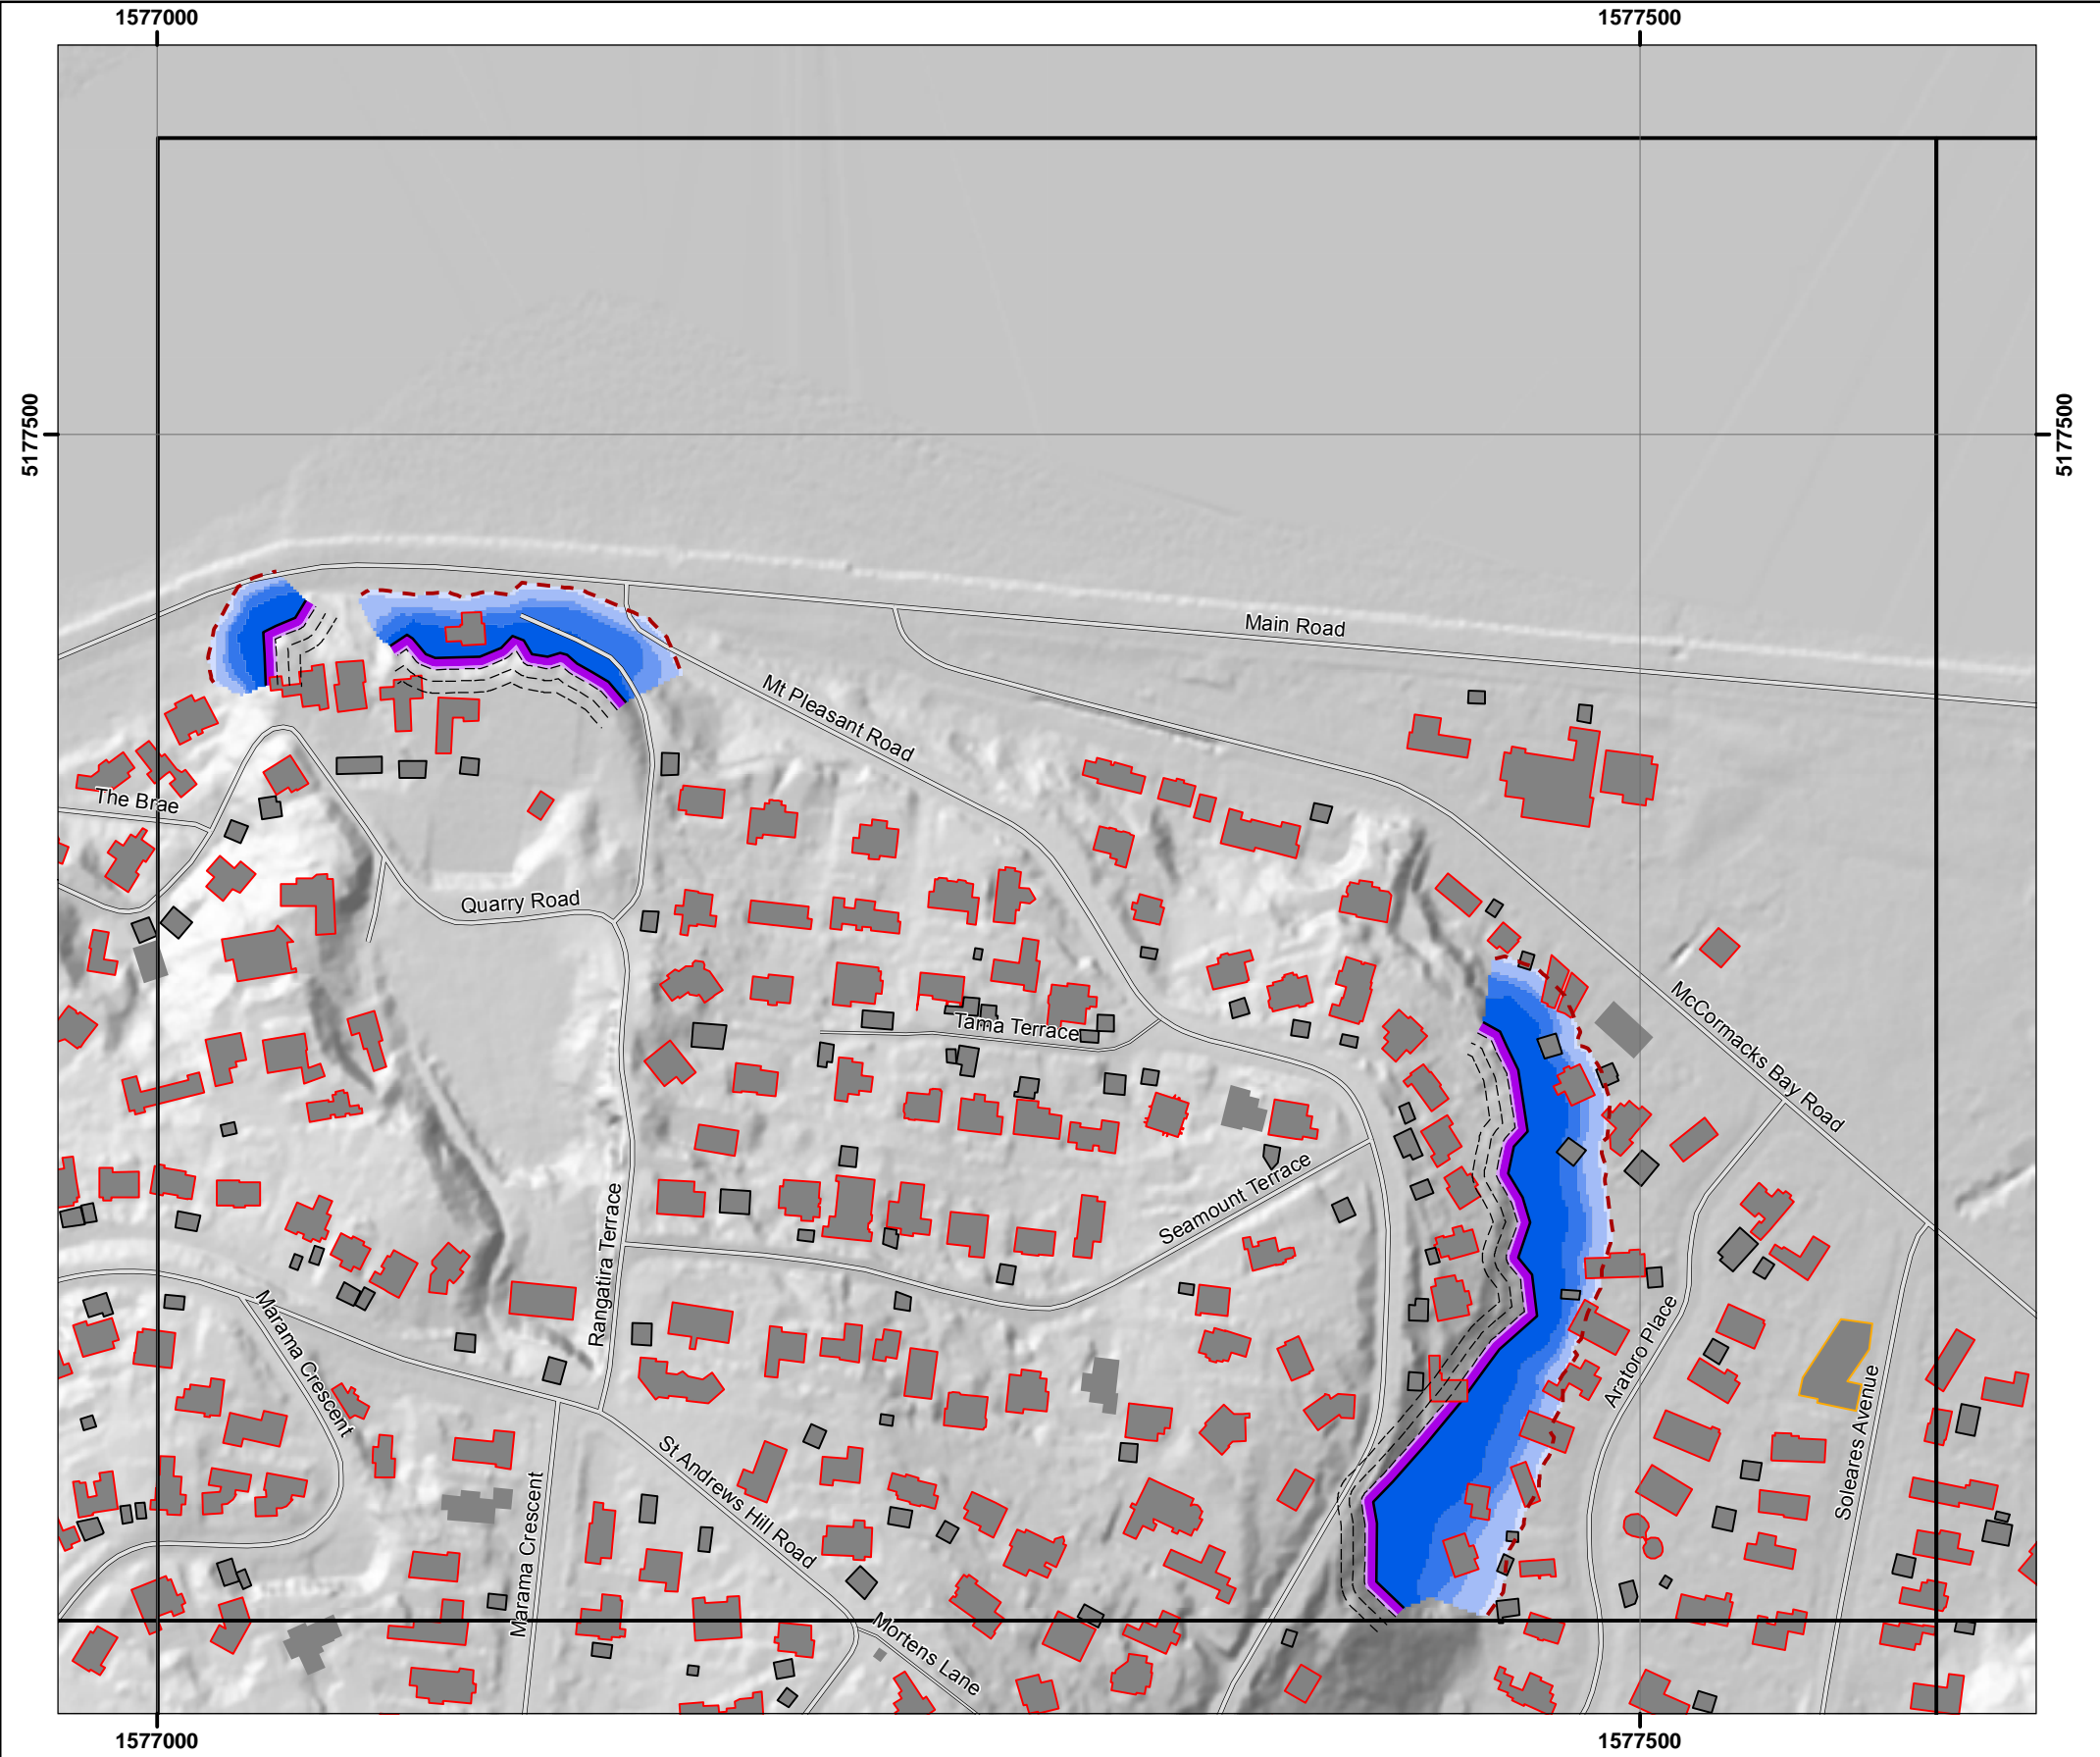 1577000
1577500
5177500
5177500
Main Road
Mt Pleasant Road
The Brae
Quarry Road
Tama Terrace
McCormacks Bay Road
Seamount Terrace
Rangatira Terrace
Marama Crescent
Aratoro Place
Soleares Avenue
St Andrews Hill Road
Marama Crescent
Mortens Lane
1577000
1577500